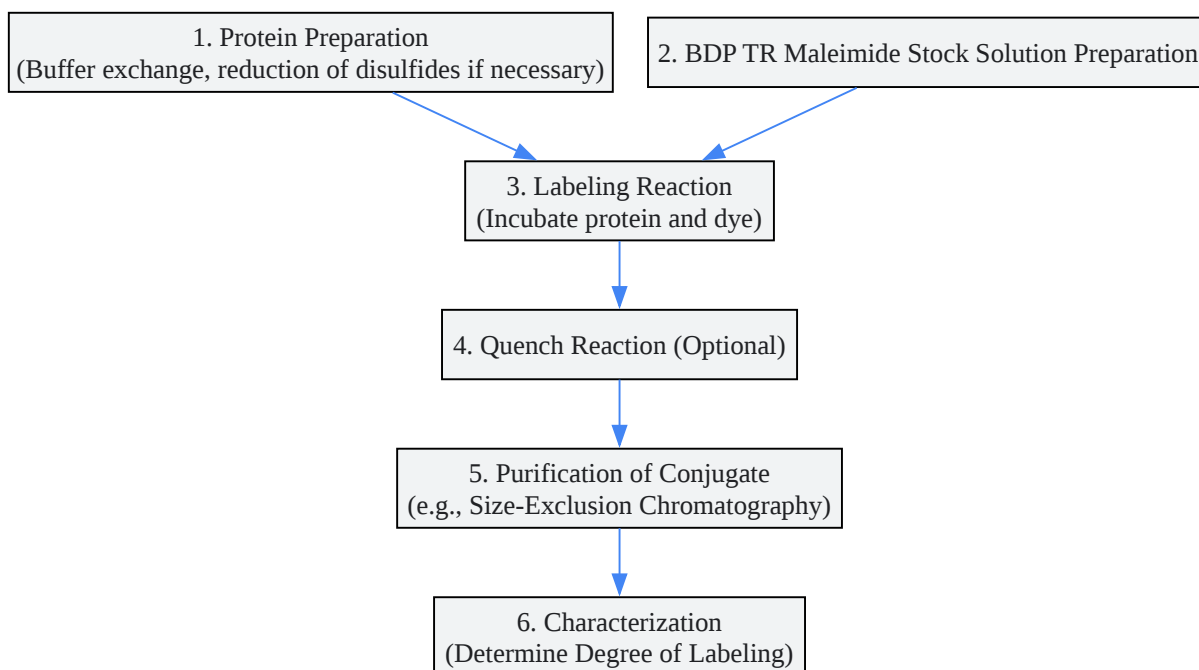 1. Protein Preparation
(Buffer exchange, reduction of disulfides if necessary)
2. BDP TR Maleimide Stock Solution Preparation
3. Labeling Reaction
(Incubate protein and dye)
4. Quench Reaction (Optional)
5. Purification of Conjugate
(e.g., Size-Exclusion Chromatography)
6. Characterization
(Determine Degree of Labeling)